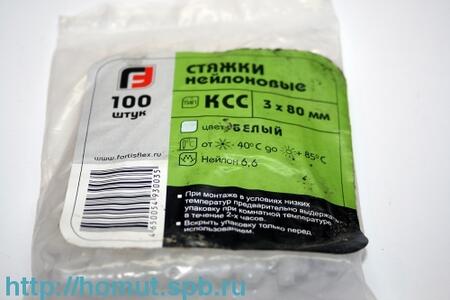 СТЯЖКИ
НЕЙЛОНОВЫЕ
100
штук
КСС
3 x 80 мм
цвет БЕЛЫЙ
от -40°C до +85°C
Нейлон 6,6
www.fortisflex.ru
4650054930035
При монтаже в условиях низких
температур предварительно выдержать
упаковку при комнатной температуре
в течение 2-х часов.
Вскрыть упаковку только перед
использованием.
http://homut.spb.ru